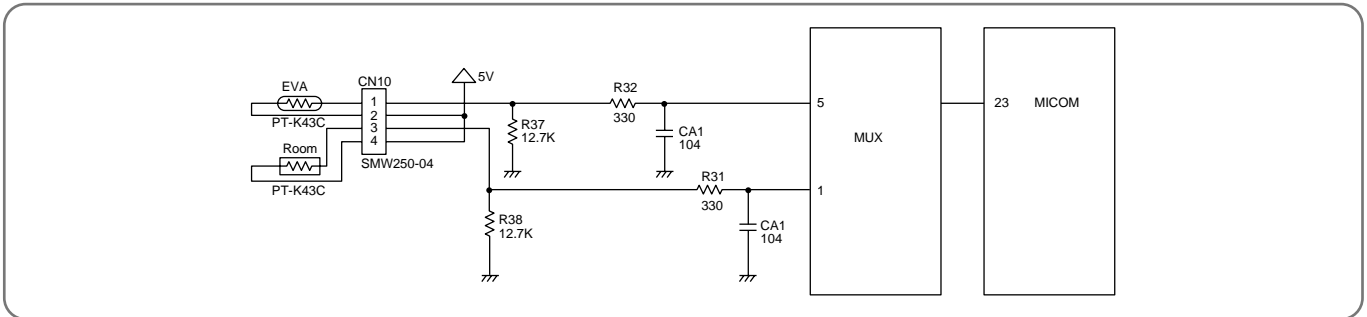 EVA
PT-K43C
Room
PT-K43C
CN10
1
2
3
4
SMW250-04
5V
R37
12.7K
R38
12.7K
R32
330
CA1
104
R31
330
CA1
104
5
MUX
1
23 MICOM